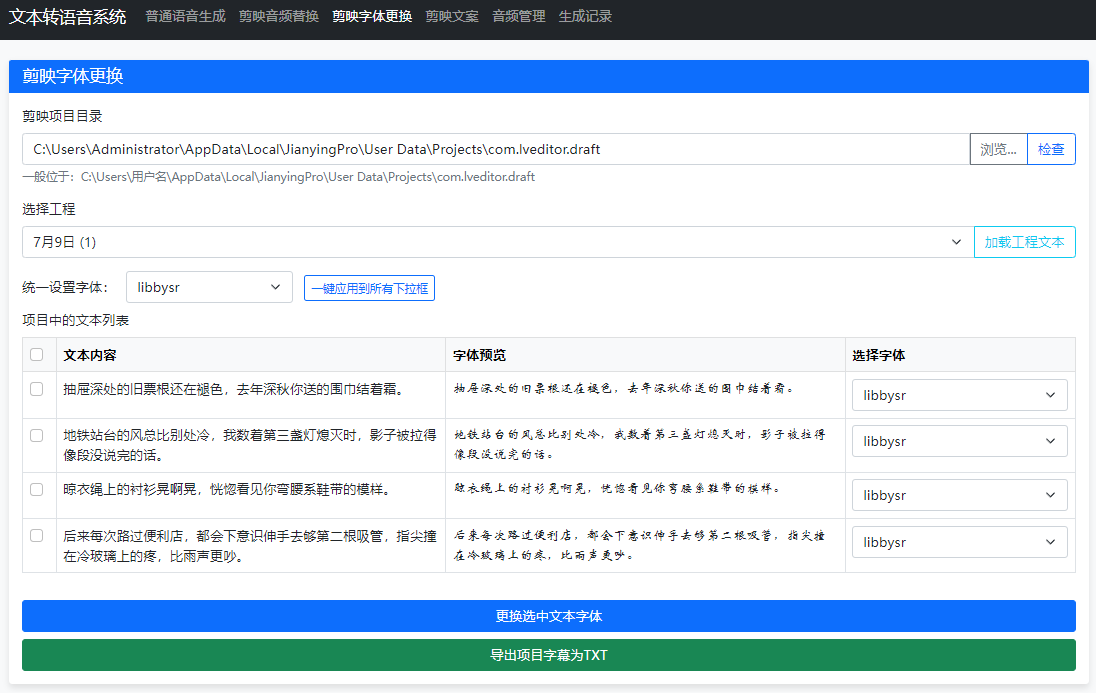 文本转语音系统 普通语音生成 剪映音频替换 剪映字体更换 剪映文案 音频管理 生成记录
剪映字体更换
剪映项目目录
C:\Users\Administrator\AppData\Local\JianyingPro\User Data\Projects\com.lveditor.draft 浏览... 检查
一般位于：C:\Users\用户名\AppData\Local\JianyingPro\User Data\Projects\com.lveditor.draft
选择工程
7月9日 (1) 加载工程文本
统一设置字体： libbysr 一键应用到所有下拉框
项目中的文本列表
文本内容 字体预览 选择字体
抽屉深处的旧票根还在褪色，去年深秋你送的围巾结着霜。 抽屉深处的旧票根还在褪色，去年深秋你送的围巾结着霜。 libbysr
地铁站台的风总比别处冷，我数着第三盏灯熄灭时，影子被拉得 地铁站台的风总比别处冷，我数着第三盏灯熄灭时，影子被拉得 libbysr
像段没说完的话。 像段没说完的话。
晾衣绳上的衬衫晃啊晃，恍惚看见你弯腰系鞋带的模样。 晾衣绳上的衬衫晃啊晃，恍惚看见你弯腰系鞋带的模样。 libbysr
后来每次路过便利店，都会下意识伸手去够第二根吸管，指尖撞 后来每次路过便利店，都会下意识伸手去够第二根吸管，指尖撞 libbysr
在冷玻璃上的疼，比雨声更吵。 在冷玻璃上的疼，比雨声更吵。
更换选中文本字体
导出项目字幕为TXT